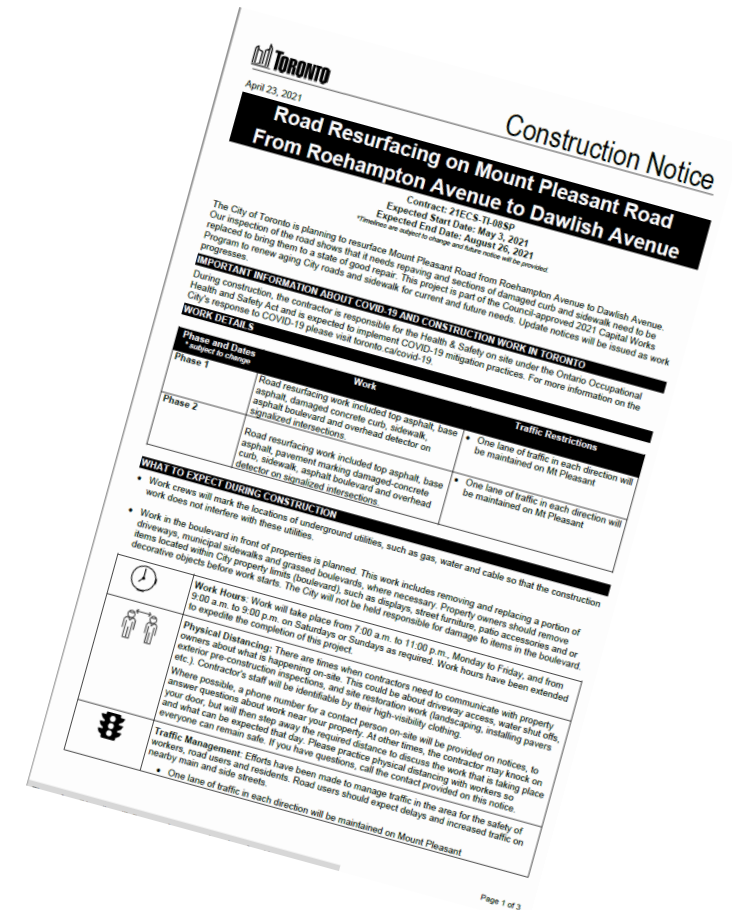 TORONTO
April 23, 2021
Construction Notice
Road Resurfacing on Mount Pleasant Road
From Roehampton Avenue to Dawlish Avenue
Contract: 21ECS-TI-08SP
Expected Start Date: May 3, 2021
Expected End Date: August 26, 2021
*Timelines are subject to change and future notice will be provided.
The City of Toronto is planning to resurface Mount Pleasant Road from Roehampton Avenue to Dawlish Avenue.
Our inspection of the road shows that it needs repaving and sections of damaged curb and sidewalk need to be
replaced to bring them to a state of good repair. This project is part of the Council-approved 2021 Capital Works
Program to renew aging City roads and sidewalk for current and future needs. Update notices will be issued as work
progresses.
IMPORTANT INFORMATION ABOUT COVID-19 AND CONSTRUCTION WORK IN TORONTO
During construction, the contractor is responsible for the Health & Safety on site under the Ontario Occupational
Health and Safety Act and is expected to implement COVID-19 mitigation practices. For more information on the
City's response to COVID-19 please visit toronto.ca/covid-19.
WORK DETAILS
Phase and Dates
* subject to change
Work
Traffic Restrictions
Phase 1
Road resurfacing work included top asphalt, base
asphalt, damaged concrete curb, sidewalk,
asphalt boulevard and overhead detector on
signalized intersections.
• One lane of traffic in each direction will
be maintained on Mt Pleasant
Phase 2
Road resurfacing work included top asphalt, base
asphalt, pavement marking damaged-concrete
curb, sidewalk, asphalt boulevard and overhead
detector on signalized intersections.
• One lane of traffic in each direction will
be maintained on Mt Pleasant
WHAT TO EXPECT DURING CONSTRUCTION
• Work crews will mark the locations of underground utilities, such as gas, water and cable so that the construction
work does not interfere with these utilities.
• Work in the boulevard in front of properties is planned. This work includes removing and replacing a portion of
driveways, municipal sidewalks and grassed boulevards, where necessary. Property owners should remove
items located within City property limits (boulevard), such as displays, street furniture, patio accessories and or
decorative objects before work starts. The City will not be held responsible for damage to items in the boulevard.
Work Hours: Work will take place from 7:00 a.m. to 11:00 p.m., Monday to Friday, and from
9:00 a.m. to 9:00 p.m. on Saturdays or Sundays as required. Work hours have been extended
to expedite the completion of this project.
Physical Distancing: There are times when contractors need to communicate with property
owners about what is happening on-site. This could be about driveway access, water shut offs,
exterior pre-construction inspections, and site restoration work (landscaping, installing pavers
etc.). Contractor's staff will be identifiable by their high-visibility clothing.
Where possible, a phone number for a contact person on-site will be provided on notices, to
answer questions about work near your property. At other times, the contractor may knock on
your door, but will then step away the required distance to discuss the work that is taking place
and what can be expected that day. Please practice physical distancing with workers so
everyone can remain safe. If you have questions, call the contact provided on this notice.
Traffic Management: Efforts have been made to manage traffic in the area for the safety of
workers, road users and residents. Road users should expect delays and increased traffic on
nearby main and side streets.
• One lane of traffic in each direction will be maintained on Mount Pleasant
Page 1 of 3